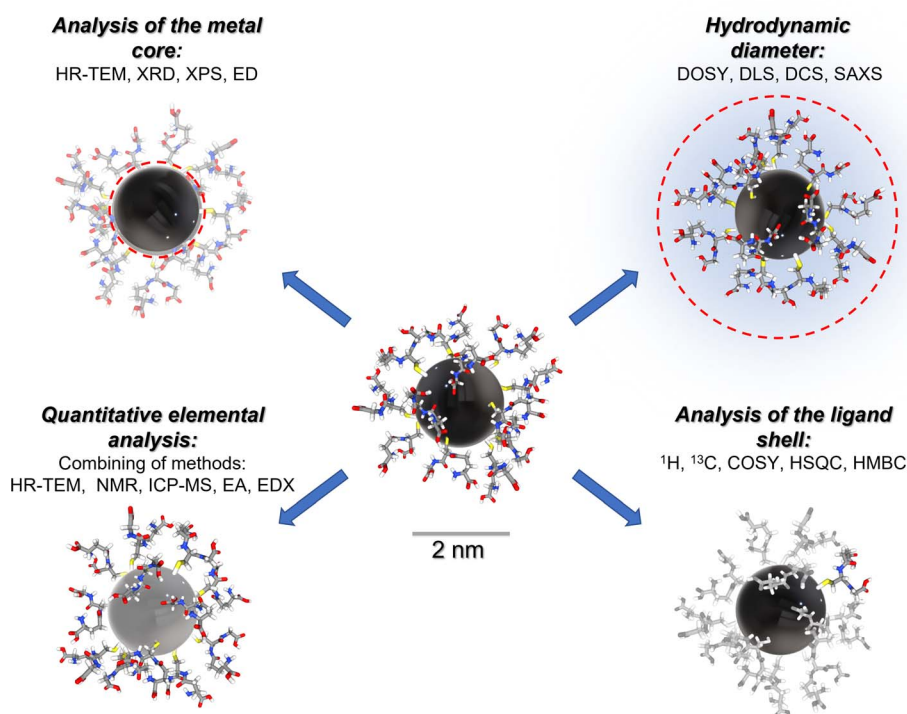 Analysis of the metal
core:
HR-TEM, XRD, XPS, ED
Hydrodynamic
diameter:
DOSY, DLS, DCS, SAXS
Quantitative elemental
analysis:
Combining of methods:
HR-TEM, NMR, ICP-MS, EA, EDX
2 nm
Analysis of the ligand
shell:
¹H, ¹³C, COSY, HSQC, HMBC